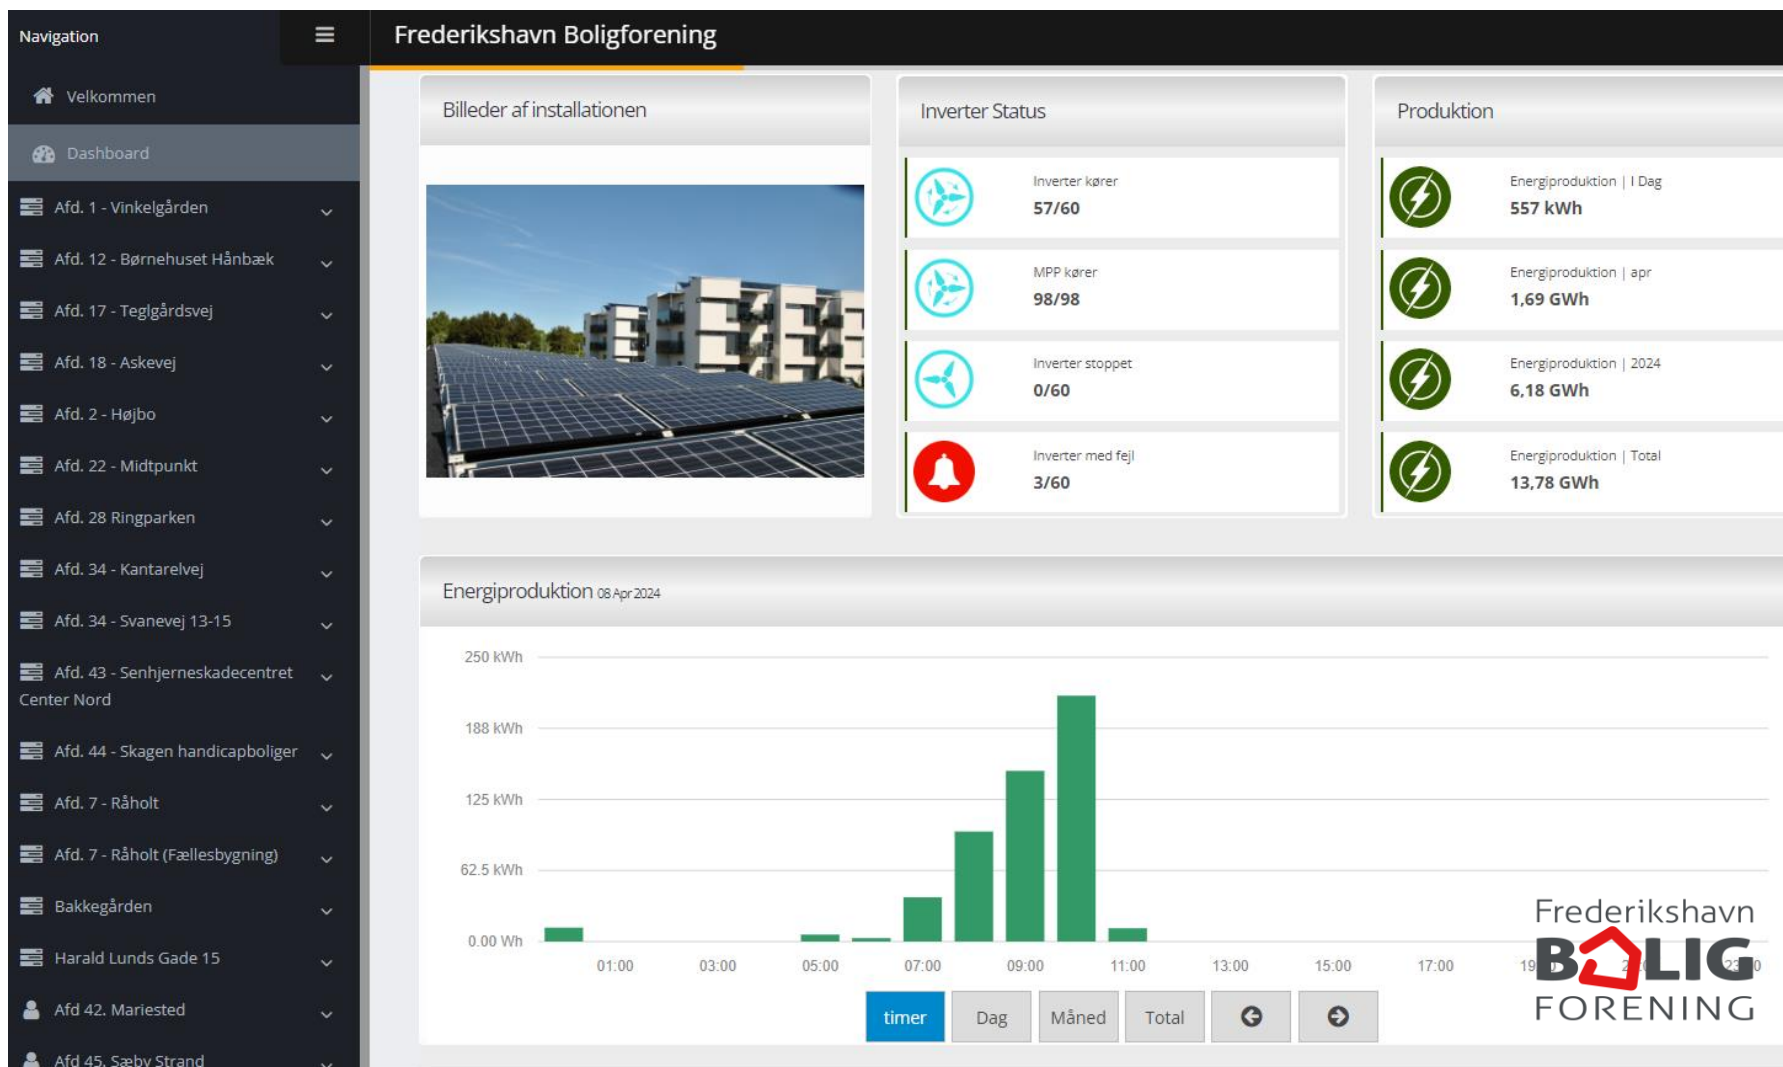 Navigation
Velkommen
Dashboard
Afd. 1 - Vinkelgården
Afd. 12 - Børnehuset Hånbæk
Afd. 17 - Teglgårdsvej
Afd. 18 - Askevej
Afd. 2 - Højbo
Afd. 22 - Midtpunkt
Afd. 28 Ringparken
Afd. 34 - Kantarelvej
Afd. 34 - Svanevej 13-15
Afd. 43 - Senhjerneskadecentret
Center Nord
Afd. 44 - Skagen handicapboliger
Afd. 7 - Råholt
Afd. 7 - Råholt (Fællesbygning)
Bakkegården
Harald Lunds Gade 15
Afd 42. Mariested
Afd 45. Sæby Strand
Frederikshavn Boligforening
Billeder af installationen
Inverter Status
Inverter kører
57/60
MPP kører
98/98
Inverter stoppet
0/60
Inverter med fejl
3/60
Produktion
Energiproduktion | I Dag
557 kWh
Energiproduktion | apr
1,69 GWh
Energiproduktion | 2024
6,18 GWh
Energiproduktion | Total
13,78 GWh
Energiproduktion 08 Apr 2024
250 kWh
188 kWh
125 kWh
62.5 kWh
0.00 Wh
01:00 03:00 05:00 07:00 09:00 11:00 13:00 15:00 17:00
timer Dag Måned Total
Frederikshavn
BOLIG
FORENING